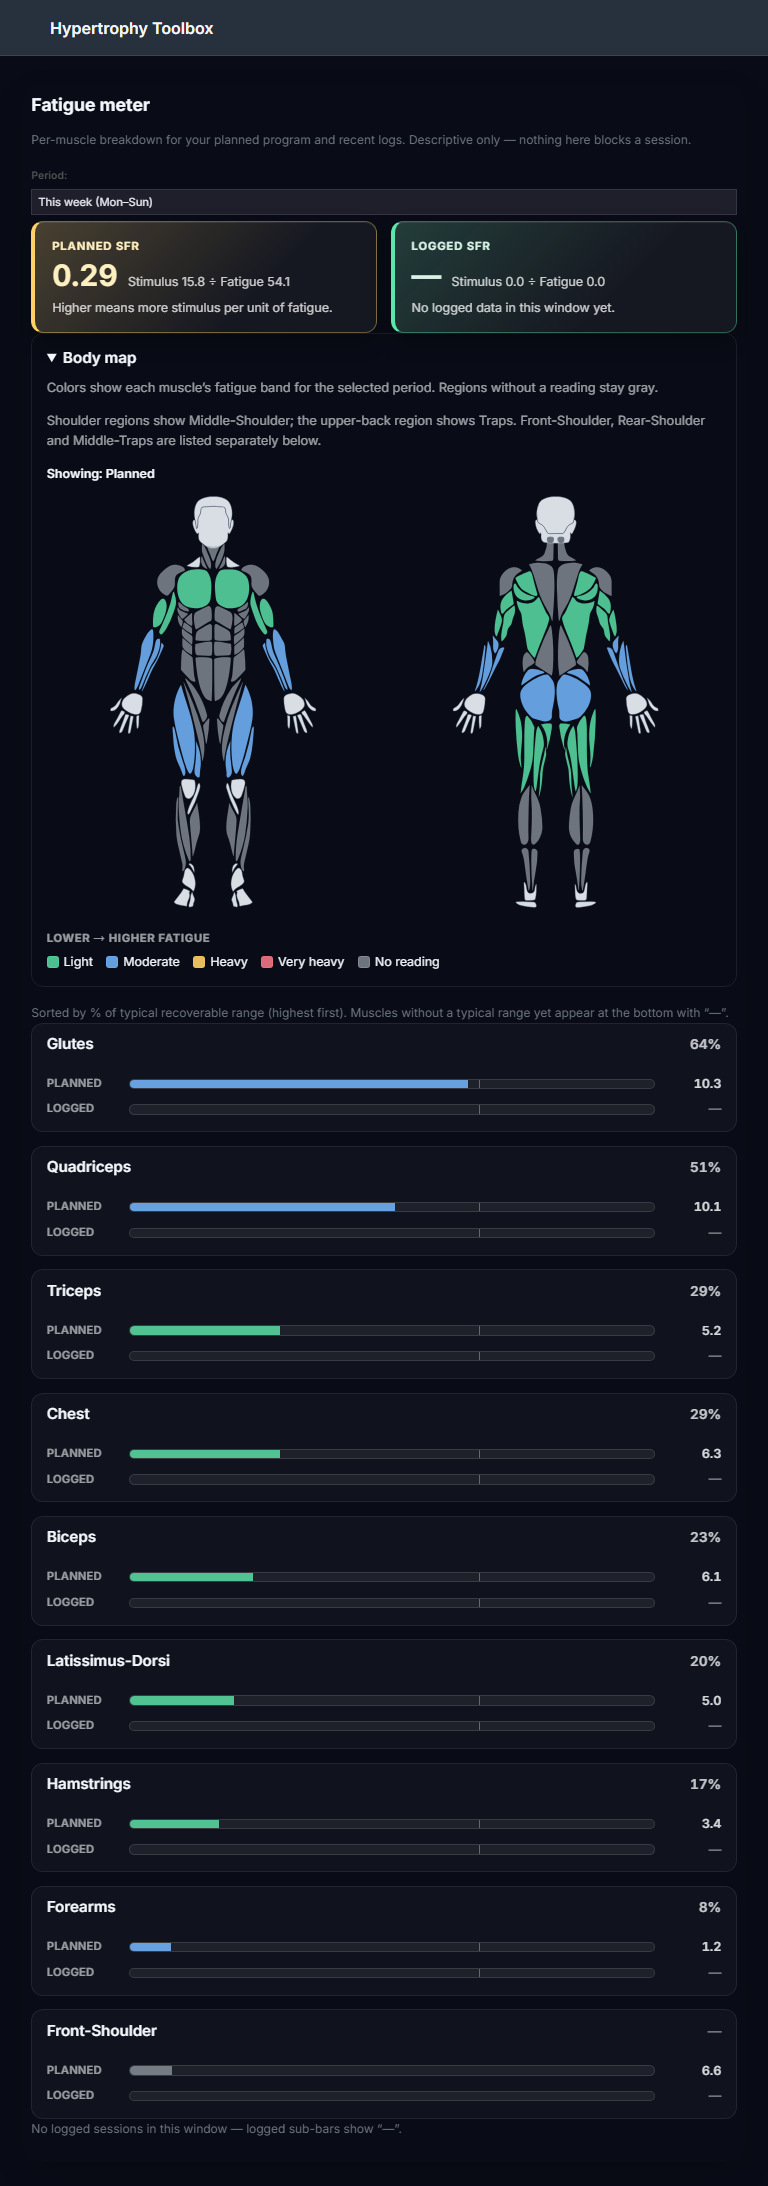 Hypertrophy Toolbox
Fatigue meter
Per-muscle breakdown for your planned program and recent logs. Descriptive only — nothing here blocks a session.
Period:
This week (Mon–Sun)
PLANNED SFR
0.29 Stimulus 15.8 ÷ Fatigue 54.1
Higher means more stimulus per unit of fatigue.
LOGGED SFR
— Stimulus 0.0 ÷ Fatigue 0.0
No logged data in this window yet.
▼ Body map
Colors show each muscle's fatigue band for the selected period. Regions without a reading stay gray.
Shoulder regions show Middle-Shoulder; the upper-back region shows Traps. Front-Shoulder, Rear-Shoulder
and Middle-Traps are listed separately below.
Showing: Planned
LOWER → HIGHER FATIGUE
Light Moderate Heavy Very heavy No reading
Sorted by % of typical recoverable range (highest first). Muscles without a typical range yet appear at the bottom with “—”.
Glutes 64%
PLANNED 10.3
LOGGED —
Quadriceps 51%
PLANNED 10.1
LOGGED —
Triceps 29%
PLANNED 5.2
LOGGED —
Chest 29%
PLANNED 6.3
LOGGED —
Biceps 23%
PLANNED 6.1
LOGGED —
Latissimus-Dorsi 20%
PLANNED 5.0
LOGGED —
Hamstrings 17%
PLANNED 3.4
LOGGED —
Forearms 8%
PLANNED 1.2
LOGGED —
Front-Shoulder —
PLANNED 6.6
LOGGED —
No logged sessions in this window — logged sub-bars show “—”.